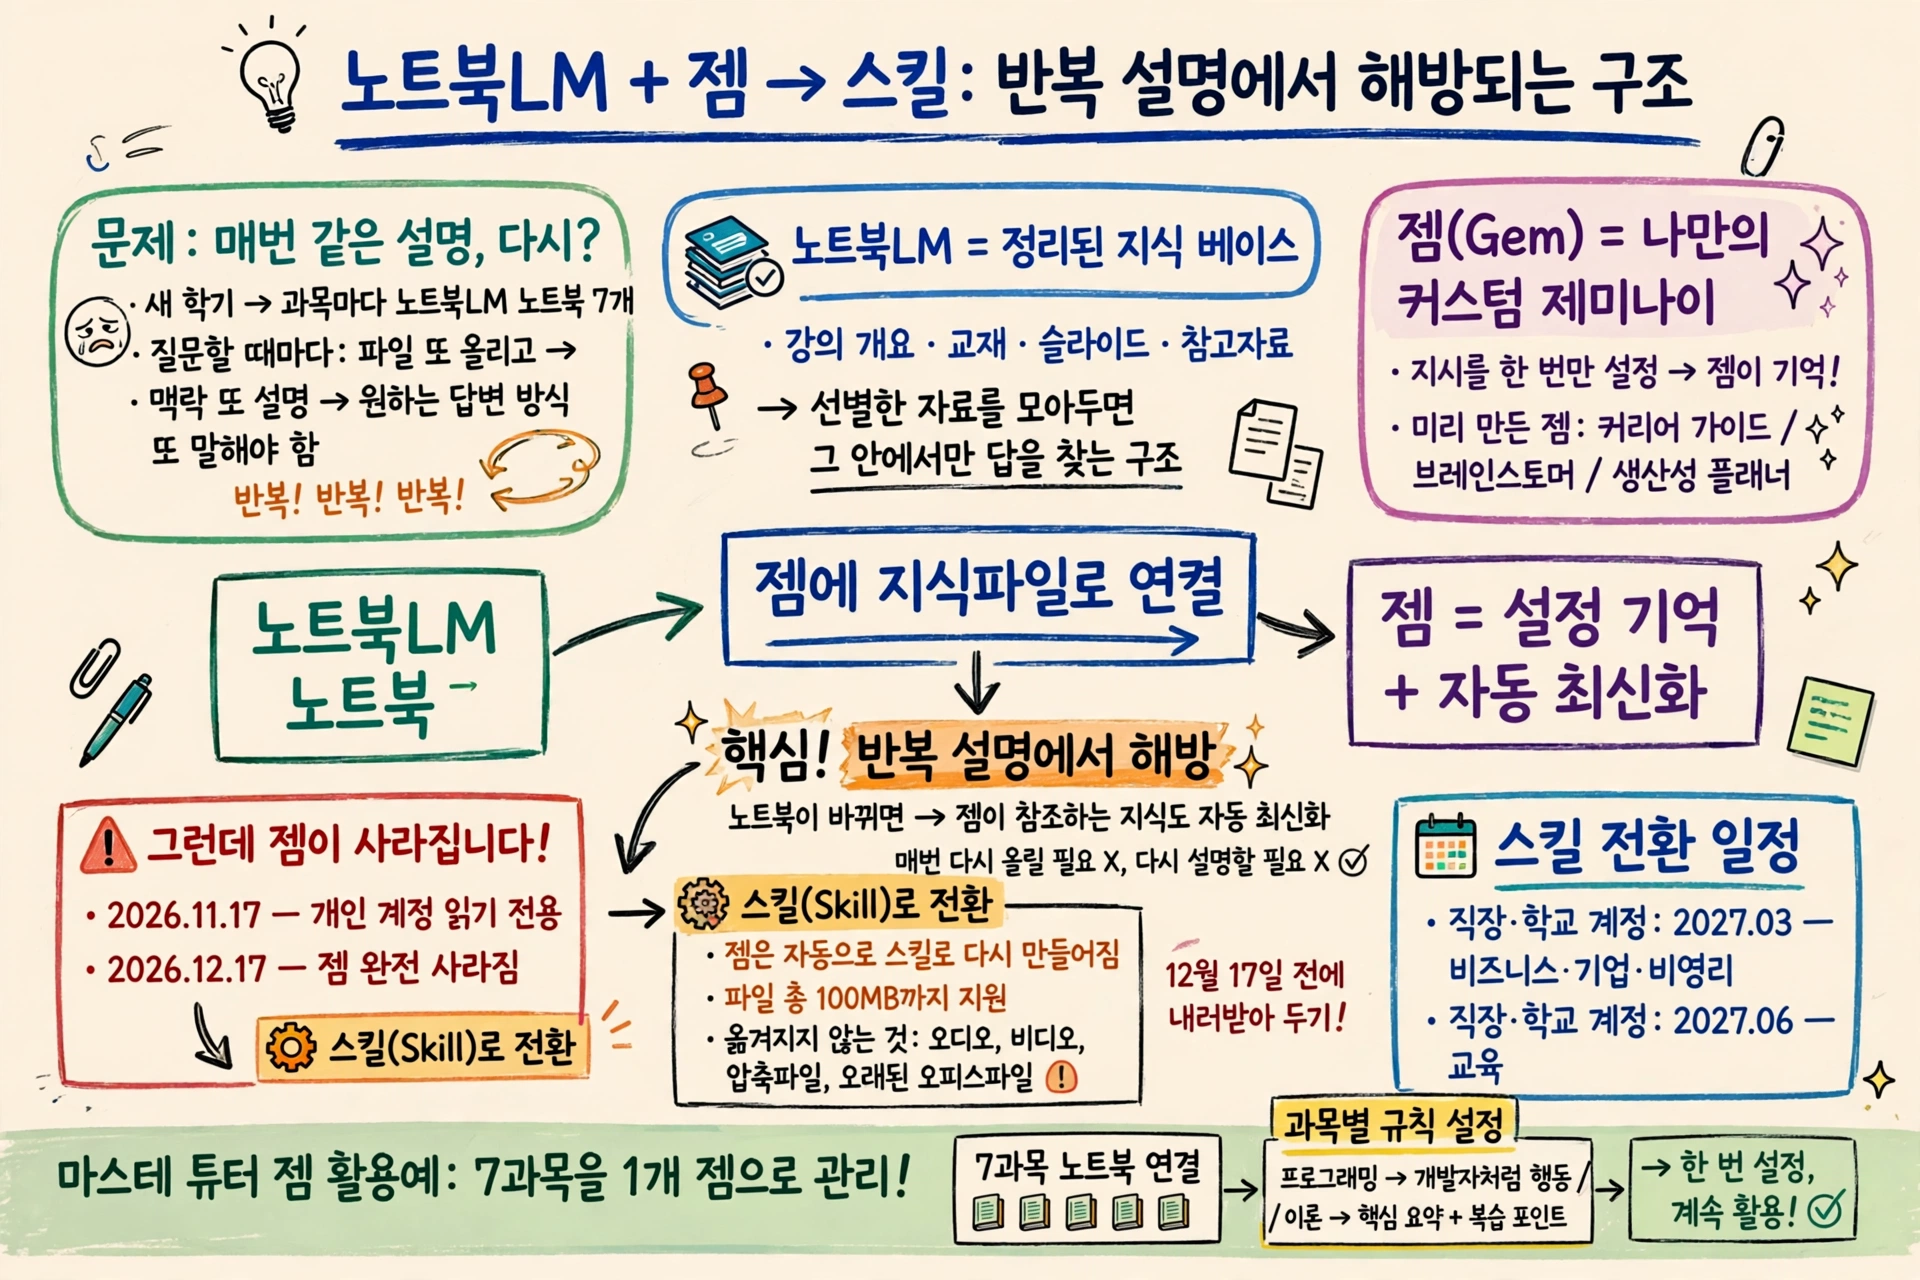 노트북LM + 젬 → 스킬: 반복 설명에서 해방되는 구조
문제: 매번 같은 설명, 다시?
· 새 학기 → 과목마다 노트북LM 노트북 7개
· 질문할 때마다: 파일 또 올리고 →
· 맥락 또 설명 → 원하는 답변 방식
또 말해야 함
반복! 반복! 반복!
노트북LM = 정리된 지식 베이스
· 강의 개요 · 교재 · 슬라이드 · 참고자료
→ 선별한 자료를 모아두면
그 안에서만 답을 찾는 구조
젬(Gem) = 나만의
커스텀 제미나이
· 지시를 한 번만 설정 → 젬이 기억!
· 미리 만든 젬: 커리어 가이드 /
브레인스토머 / 생산성 플래너
노트북LM
노트북 →
젬에 지식파일로 연결
젬 = 설정 기억
+ 자동 최신화
핵심! 반복 설명에서 해방
노트북이 바뀌면 → 젬이 참조하는 지식도 자동 최신화
매번 다시 올릴 필요 X, 다시 설명할 필요 X
그런데 젬이 사라집니다!
• 2026.11.17 — 개인 계정 읽기 전용
• 2026.12.17 — 젬 완전 사라짐
스킬(Skill)로 전환
스킬(Skill)로 전환
· 젬은 자동으로 스킬로 다시 만들어짐
· 파일 총 100MB까지 지원
· 옮겨지지 않는 것: 오디오, 비디오,
압축파일, 오래된 오피스파일
12월 17일 전에
내러받아 두기!
스킬 전환 일정
• 직장·학교 계정: 2027.03 —
비즈니스·기업·비영리
• 직장·학교 계정: 2027.06 —
교육
마스테 튜터 젬 활용예: 7과목을 1개 젬으로 관리!
7과목 노트북 연결
과목별 규칙 설정
프로그래밍 → 개발자처럼 행동 /
/ 이론 → 핵심 요약 + 복습 포인트
→ 한 번 설정,
계속 활용!